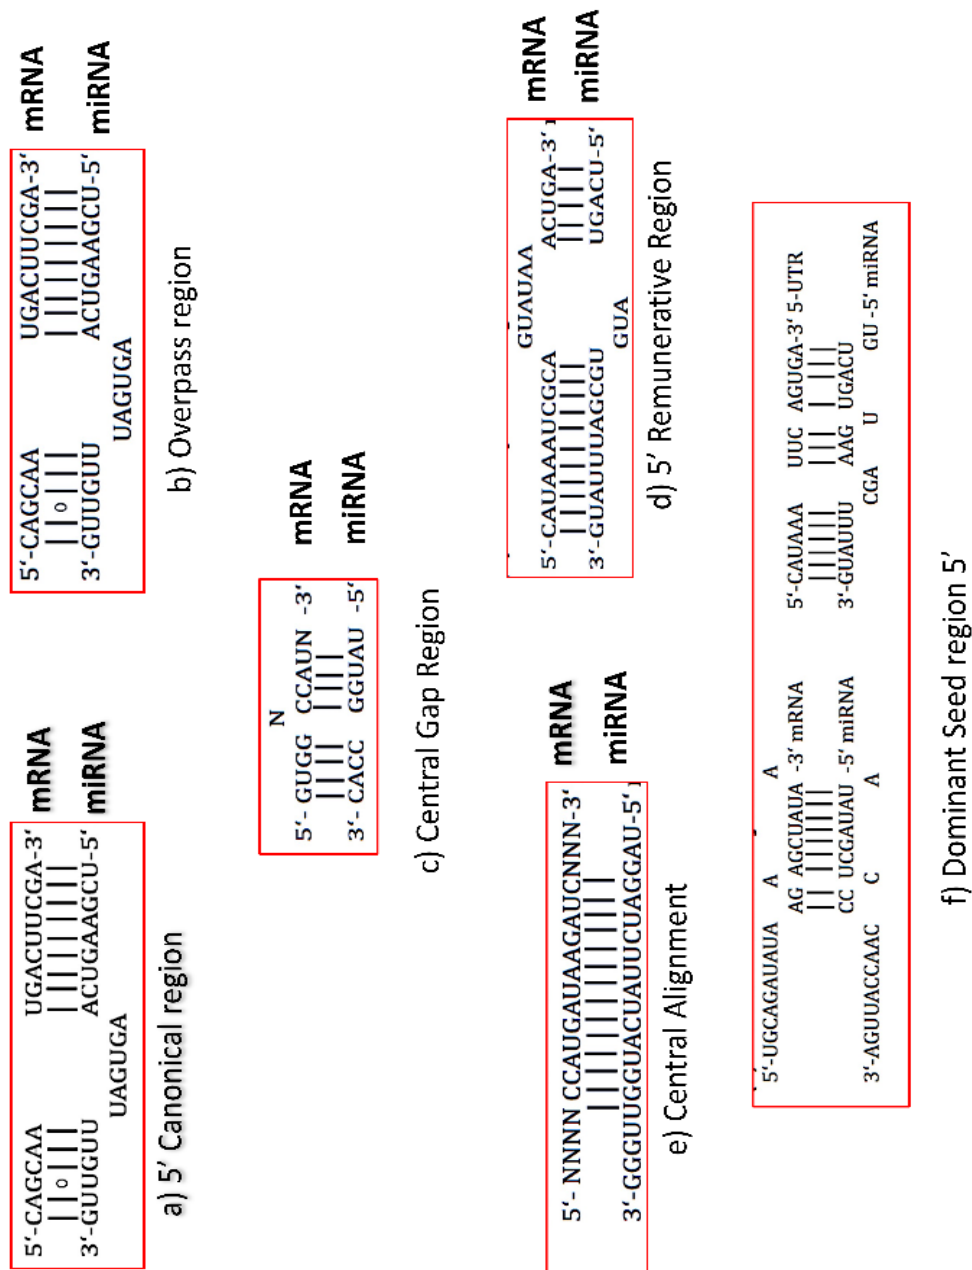 5‘-CAGCAA UGACUUCGA-3‘ mRNA
3‘-GUUGUU ACUGAAGCU-5‘ miRNA
UAGUGA
a) 5’ Canonical region
5‘-CAGCAA UGACUUCGA-3‘ mRNA
3‘-GUUGUU ACUGAAGCU-5‘ miRNA
UAGUGA
b) Overpass region
N
5‘- GUGG CCAUN -3‘ mRNA
3‘- CACC GGUAU -5‘ miRNA
c) Central Gap Region
GUAUAA
5‘-CAUAAAAUCGCA ACUGA-3‘ mRNA
3‘-GUAUUUUAGCGU UGACU-5‘ miRNA
GUA
d) 5’ Remunerative Region
5‘- NNNN CCAUGAUAAGAUCNNN-3‘ mRNA
3‘-GGGUUGGUACUAUUCUAGGAU-5‘ miRNA
e) Central Alignment
5‘-UGCAGAUAUA A A
AG AGCUAUA -3‘ mRNA
CC UCGAUAU -5‘ miRNA
3‘-AGUUACCAAC C A
5‘-CAUAAA UUC AGUGA-3‘ 5-UTR
3‘-GUAUUU AAG UGACU
CGA U GU -5‘ miRNA
f) Dominant Seed region 5’